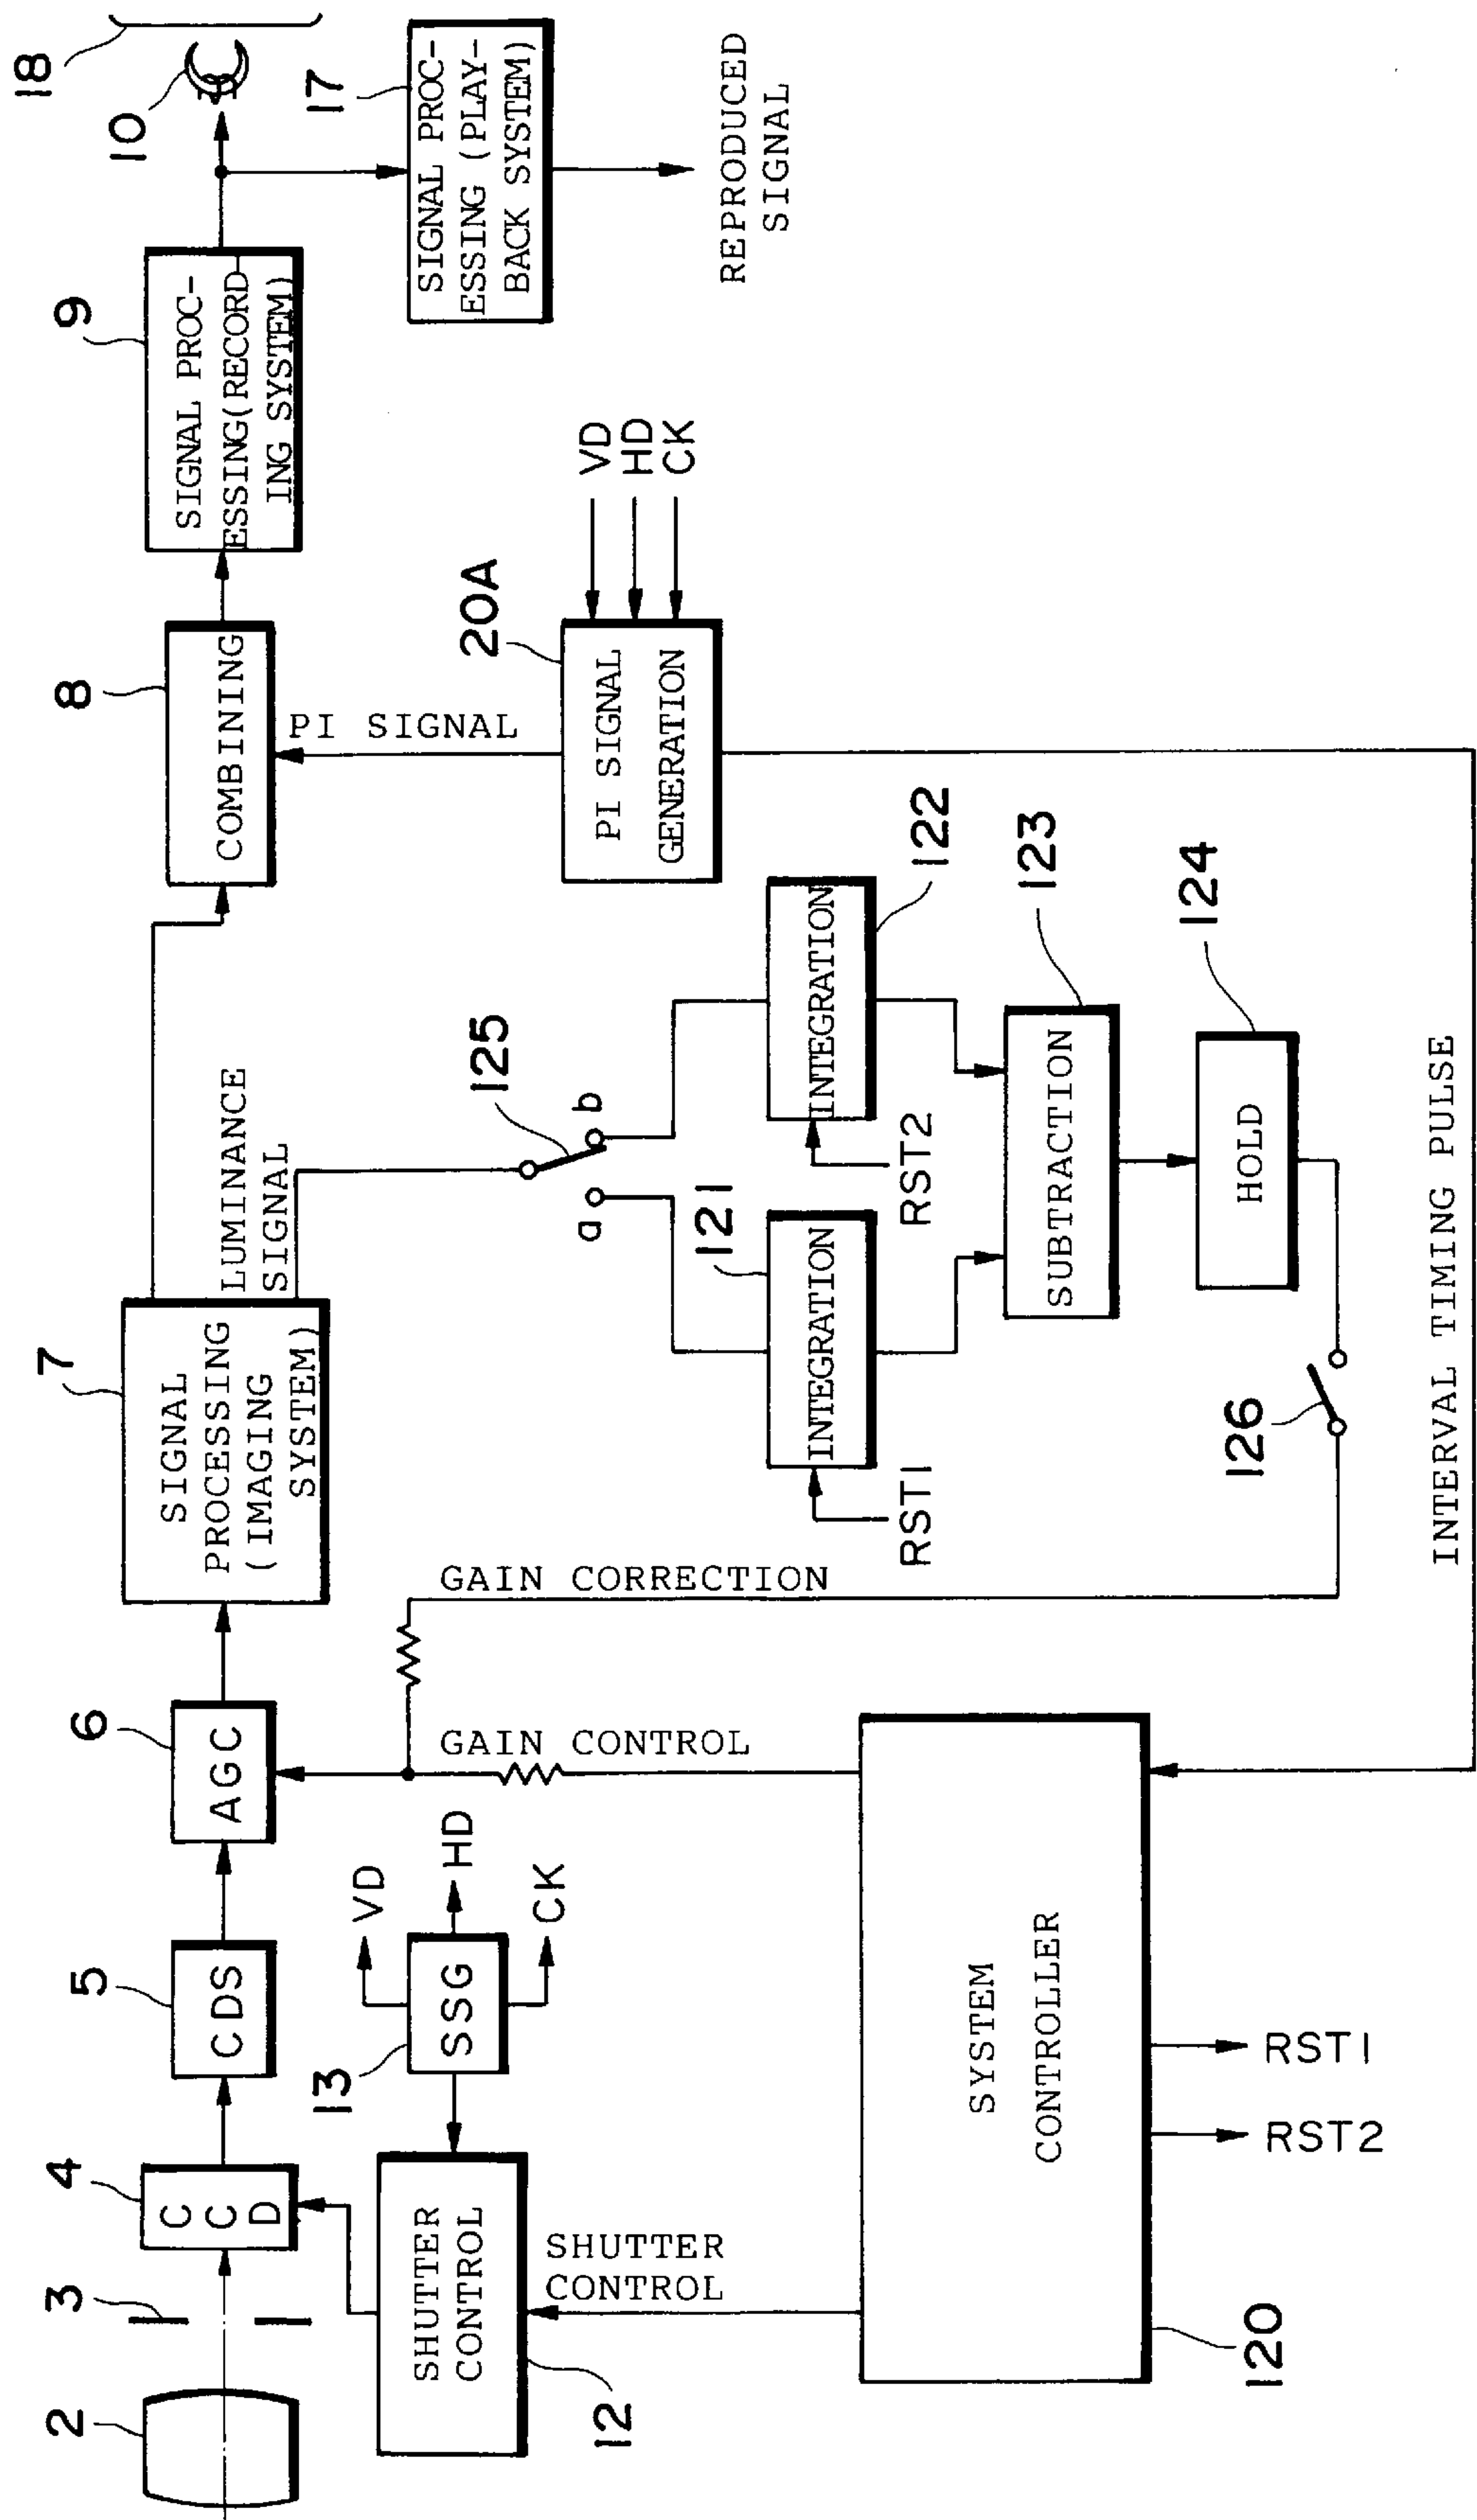 2
3
4
C
C
D
5
CDS
6
AGC
7
SIGNAL
PROCESSING
(IMAGING
SYSTEM)
LUMINANCE
SIGNAL
8
COMBINING
9
SIGNAL PROC-
ESSING(RECORD-
ING SYSTEM)
10
18
17
SIGNAL PROC-
ESSING (PLAY-
BACK SYSTEM)
REPRODUCED
SIGNAL
PI SIGNAL
20A
PI SIGNAL
GENERATION
VD
HD
CK
VD
HD
CK
13
SSG
SHUTTER
CONTROL
12
SHUTTER
CONTROL
GAIN CONTROL
GAIN CORRECTION
125
a
b
121
INTEGRATION
RST1
122
INTEGRATION
RST2
123
SUBTRACTION
124
HOLD
126
SYSTEM
CONTROLLER
120
RST1
RST2
INTERVAL TIMING PULSE